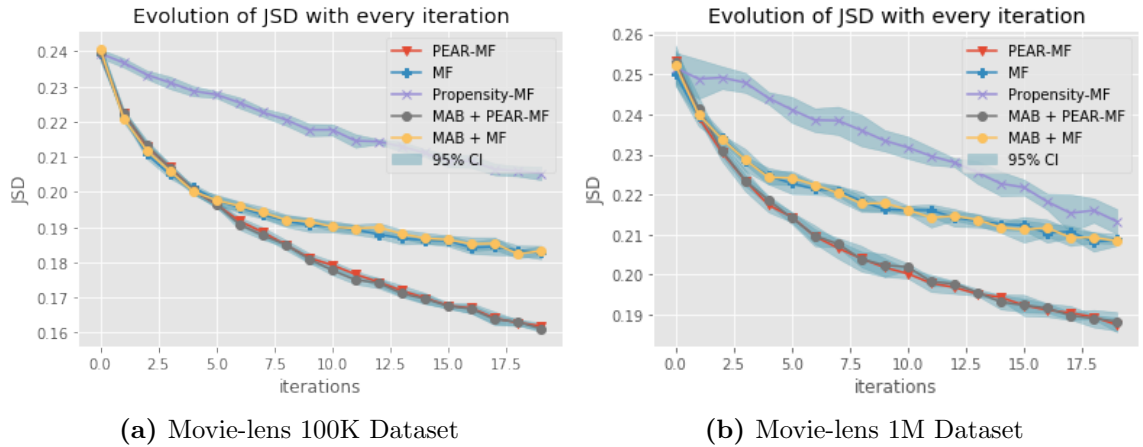 Evolution of JSD with every iteration
0.24
0.23
0.22
0.21
0.20
0.19
0.18
0.17
0.16
JSD
PEAR-MF
MF
Propensity-MF
MAB + PEAR-MF
MAB + MF
95% CI
0.0 2.5 5.0 7.5 10.0 12.5 15.0 17.5
iterations
(a) Movie-lens 100K Dataset
Evolution of JSD with every iteration
0.26
0.25
0.24
0.23
0.22
0.21
0.20
0.19
JSD
PEAR-MF
MF
Propensity-MF
MAB + PEAR-MF
MAB + MF
95% CI
0.0 2.5 5.0 7.5 10.0 12.5 15.0 17.5
iterations
(b) Movie-lens 1M Dataset